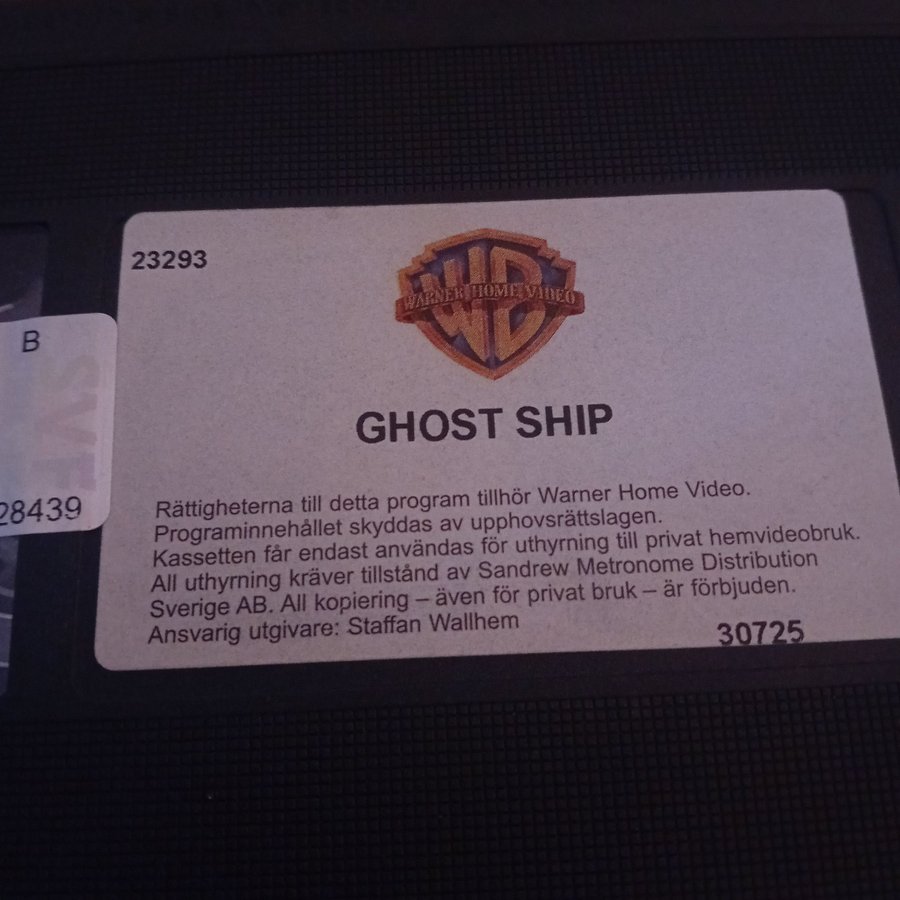 23293
WB
WARNER HOME VIDEO
GHOST SHIP
B
SVF
28439
Rättigheterna till detta program tillhör Warner Home Video.
Programinnehållet skyddas av upphovsrättslagen.
Kassetten får endast användas för uthyrning till privat hemvideobruk.
All uthyrning kräver tillstånd av Sandrew Metronome Distribution
Sverige AB. All kopiering – även för privat bruk – är förbjuden.
Ansvarig utgivare: Staffan Wallhem
30725